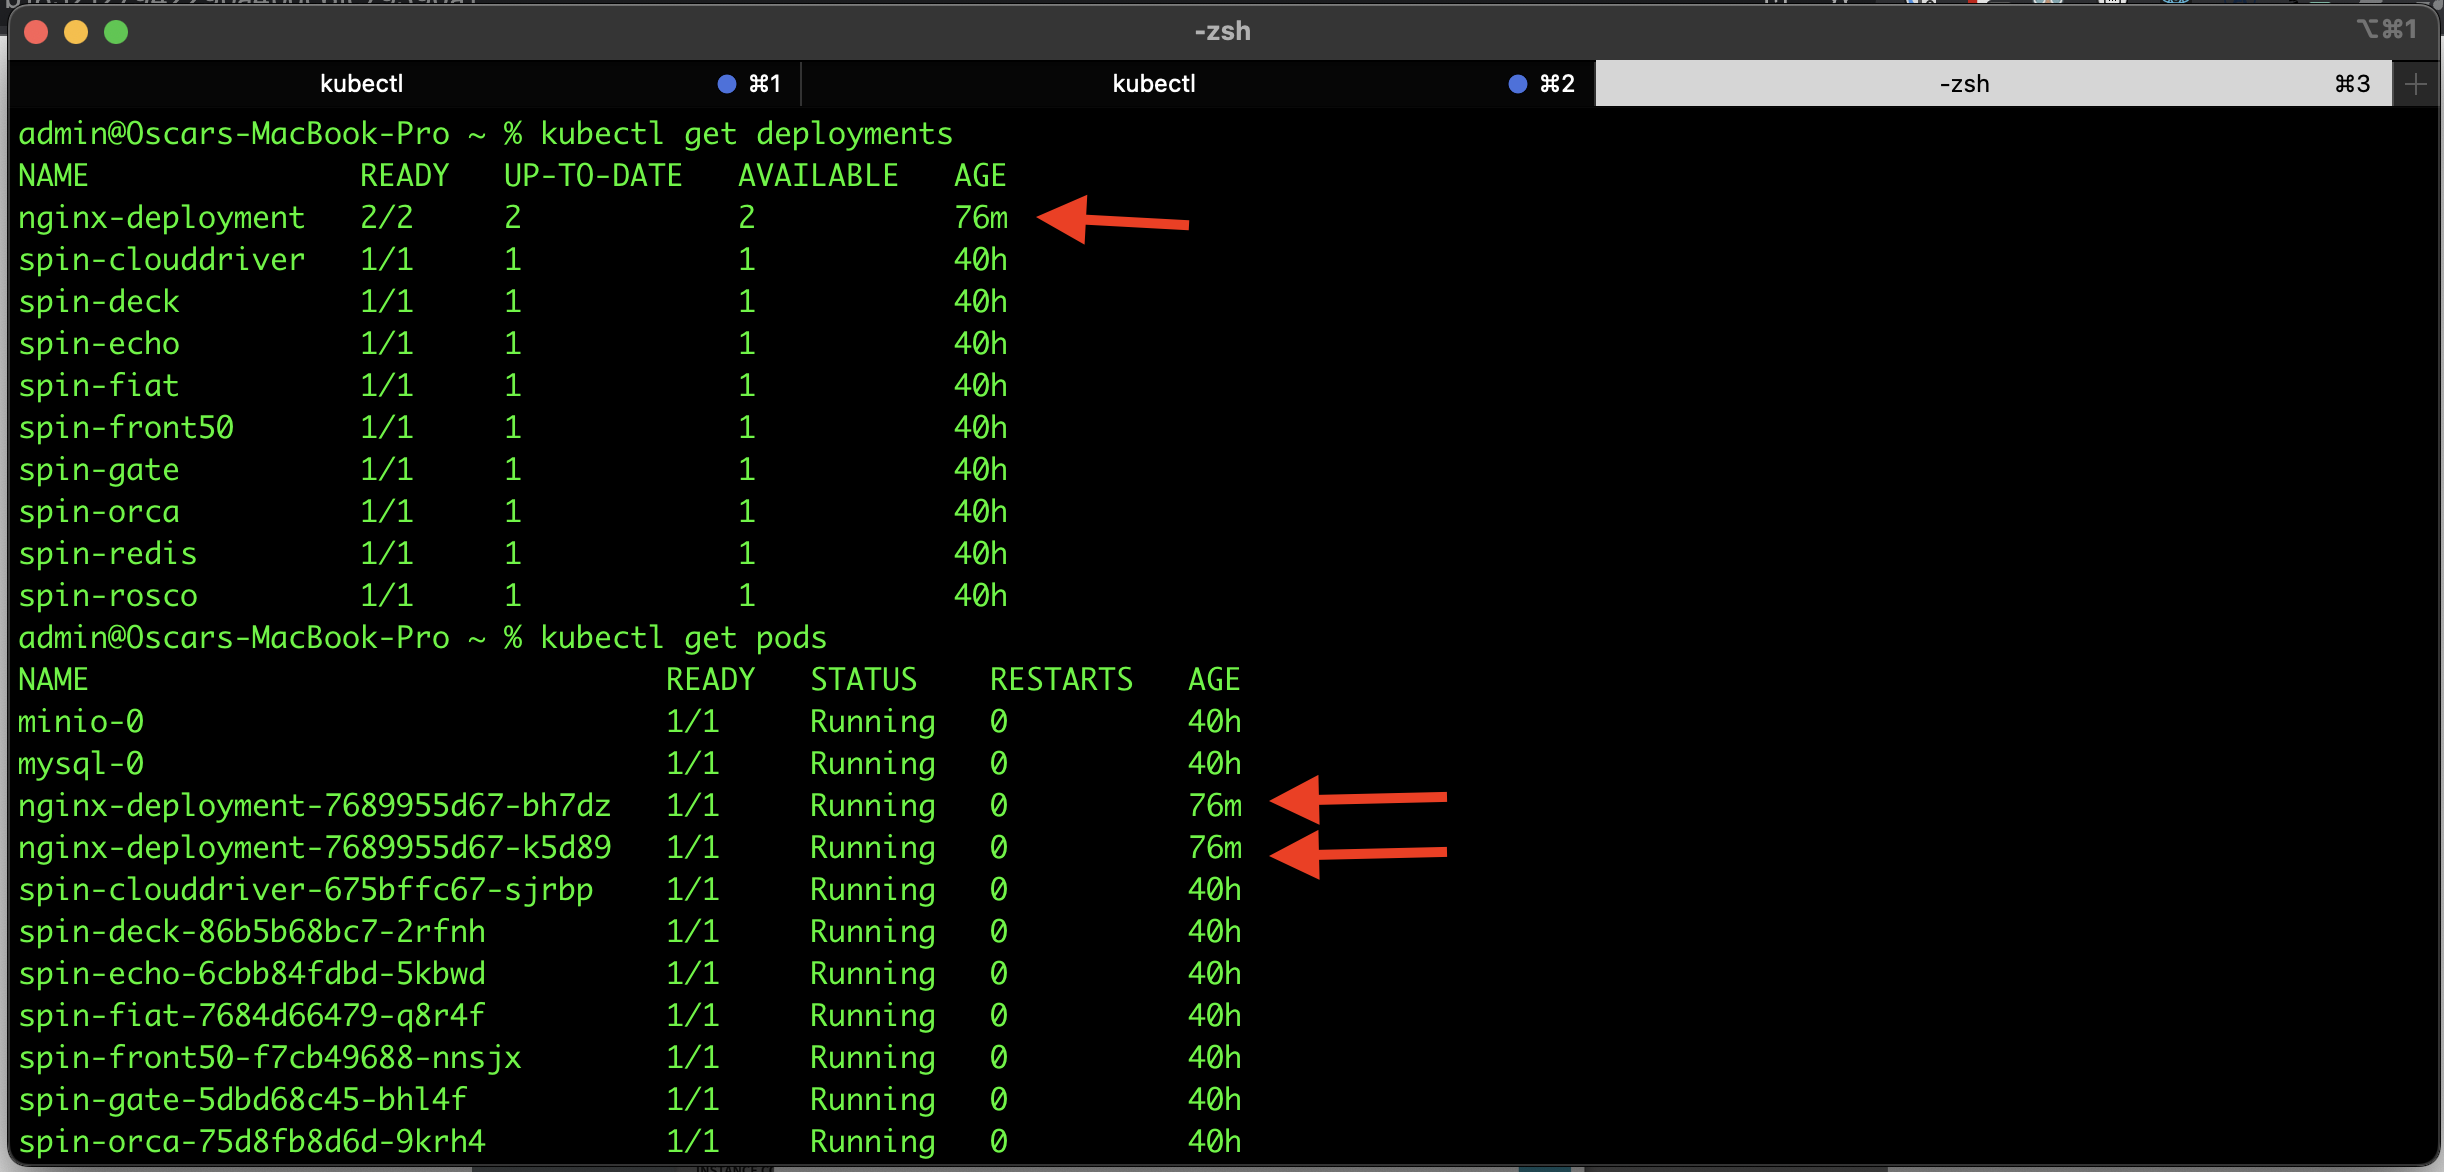 -zsh
⌥⌘1
kubectl ⌘1 kubectl ⌘2 -zsh ⌘3 +
admin@Oscars-MacBook-Pro ~ % kubectl get deployments
NAME READY UP-TO-DATE AVAILABLE AGE
nginx-deployment 2/2 2 2 76m
spin-clouddriver 1/1 1 1 40h
spin-deck 1/1 1 1 40h
spin-echo 1/1 1 1 40h
spin-fiat 1/1 1 1 40h
spin-front50 1/1 1 1 40h
spin-gate 1/1 1 1 40h
spin-orca 1/1 1 1 40h
spin-redis 1/1 1 1 40h
spin-rosco 1/1 1 1 40h
admin@Oscars-MacBook-Pro ~ % kubectl get pods
NAME READY STATUS RESTARTS AGE
minio-0 1/1 Running 0 40h
mysql-0 1/1 Running 0 40h
nginx-deployment-7689955d67-bh7dz 1/1 Running 0 76m
nginx-deployment-7689955d67-k5d89 1/1 Running 0 76m
spin-clouddriver-675bffc67-sjrbp 1/1 Running 0 40h
spin-deck-86b5b68bc7-2rfnh 1/1 Running 0 40h
spin-echo-6cbb84fdbd-5kbwd 1/1 Running 0 40h
spin-fiat-7684d66479-q8r4f 1/1 Running 0 40h
spin-front50-f7cb49688-nnsjx 1/1 Running 0 40h
spin-gate-5dbd68c45-bhl4f 1/1 Running 0 40h
spin-orca-75d8fb8d6d-9krh4 1/1 Running 0 40h